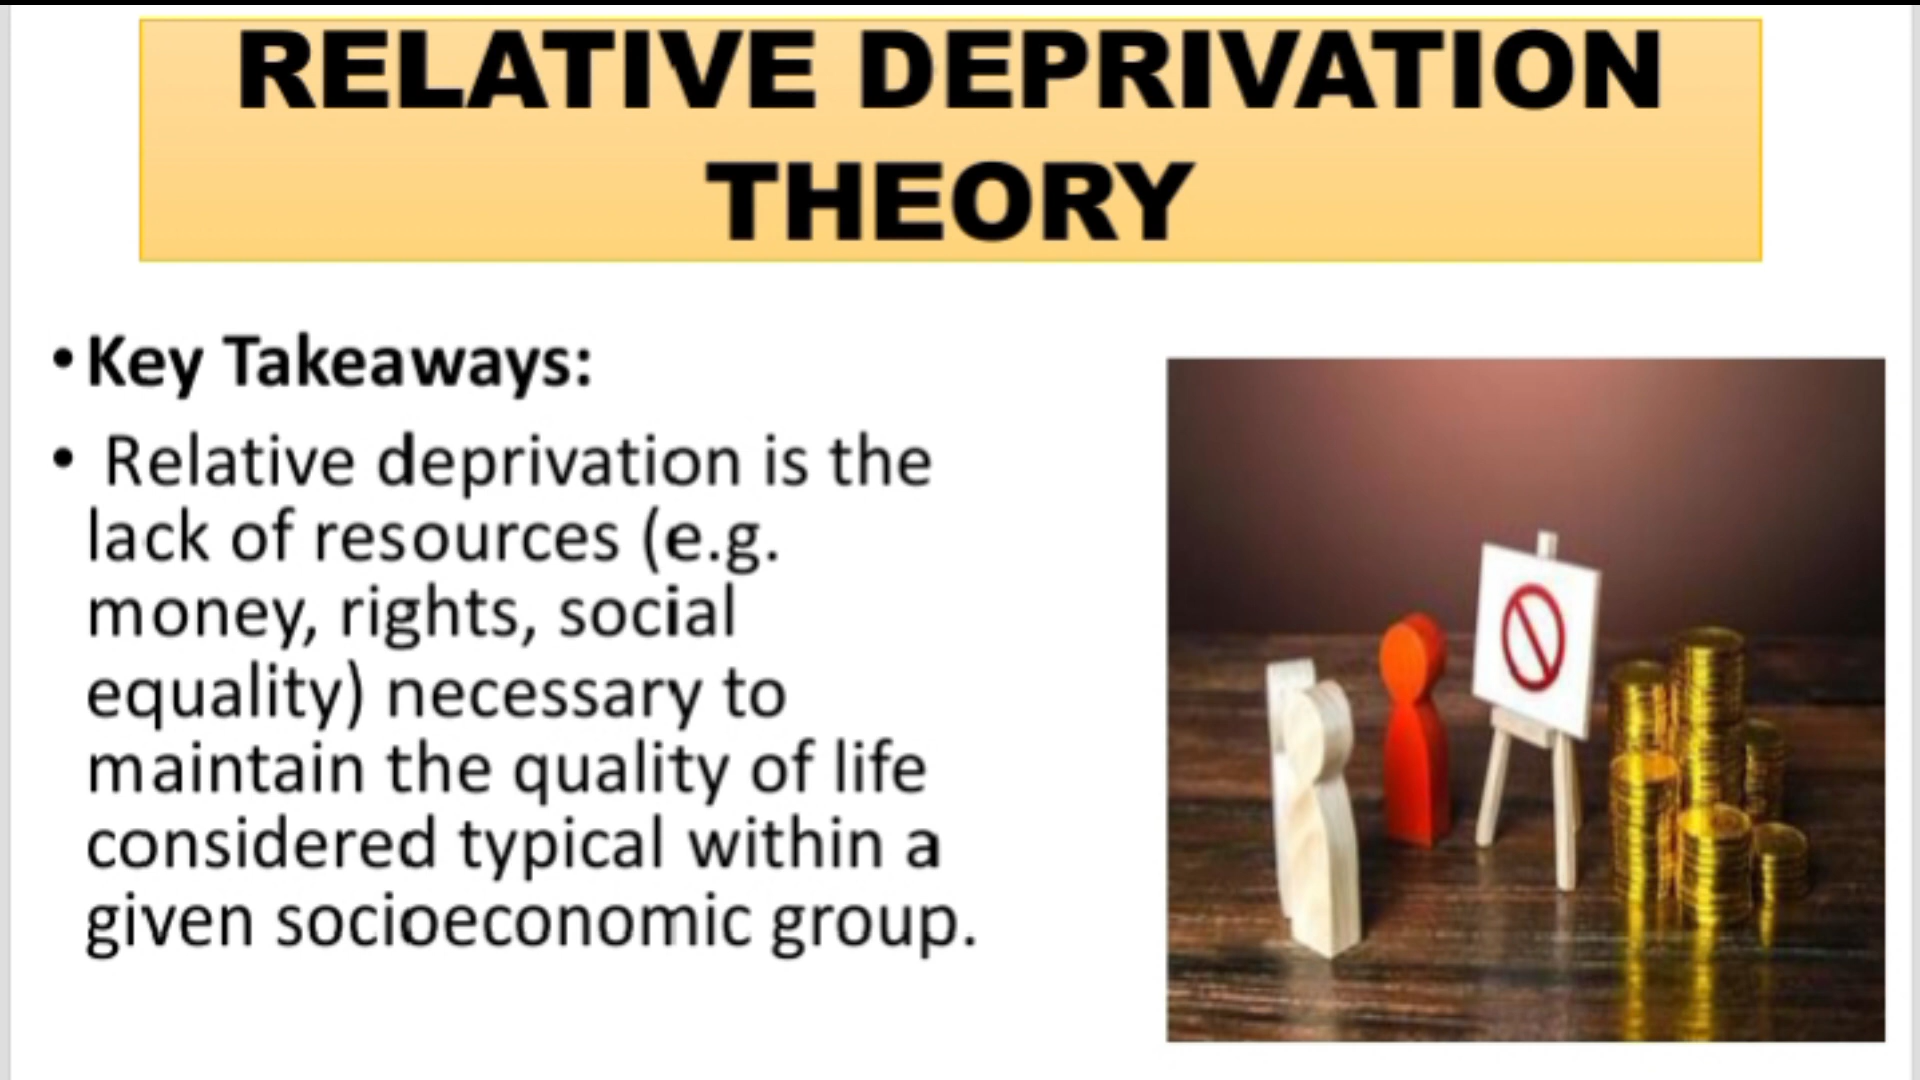 RELATIVE DEPRIVATION
THEORY
• Key Takeaways:
• Relative deprivation is the
lack of resources (e.g.
money, rights, social
equality) necessary to
maintain the quality of life
considered typical within a
given socioeconomic group.